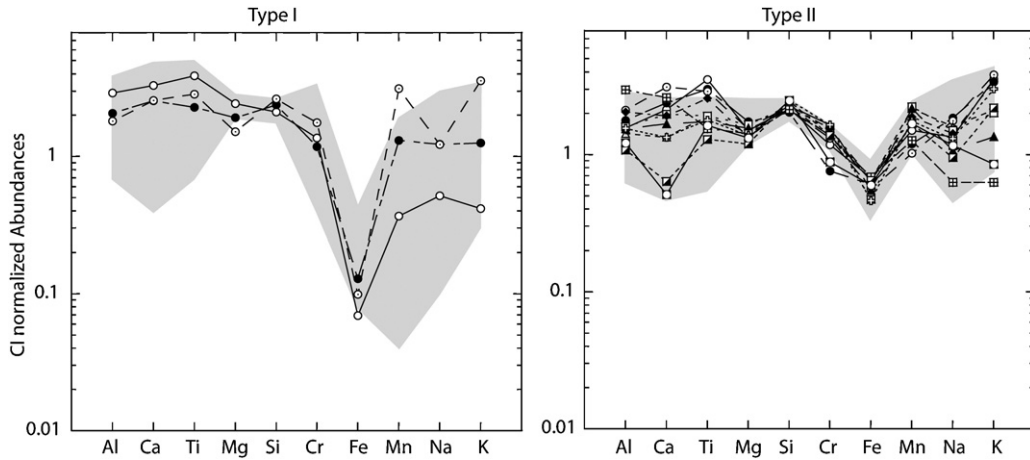 Type I
Type II
CI normalized Abundances
1
0.1
0.01
Al Ca Ti Mg Si Cr Fe Mn Na K
1
0.1
0.01
Al Ca Ti Mg Si Cr Fe Mn Na K